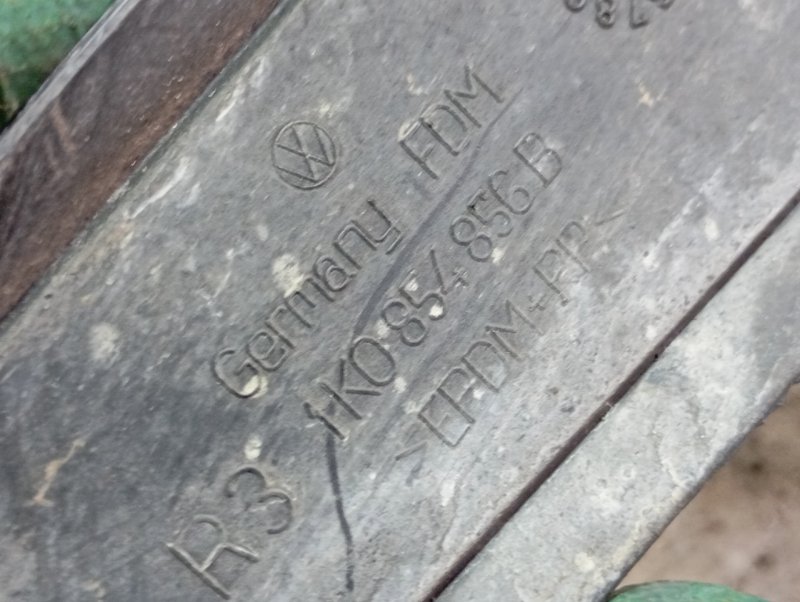 Germany FDM
1K0 854 856 B
>EPDM+PP<
R3